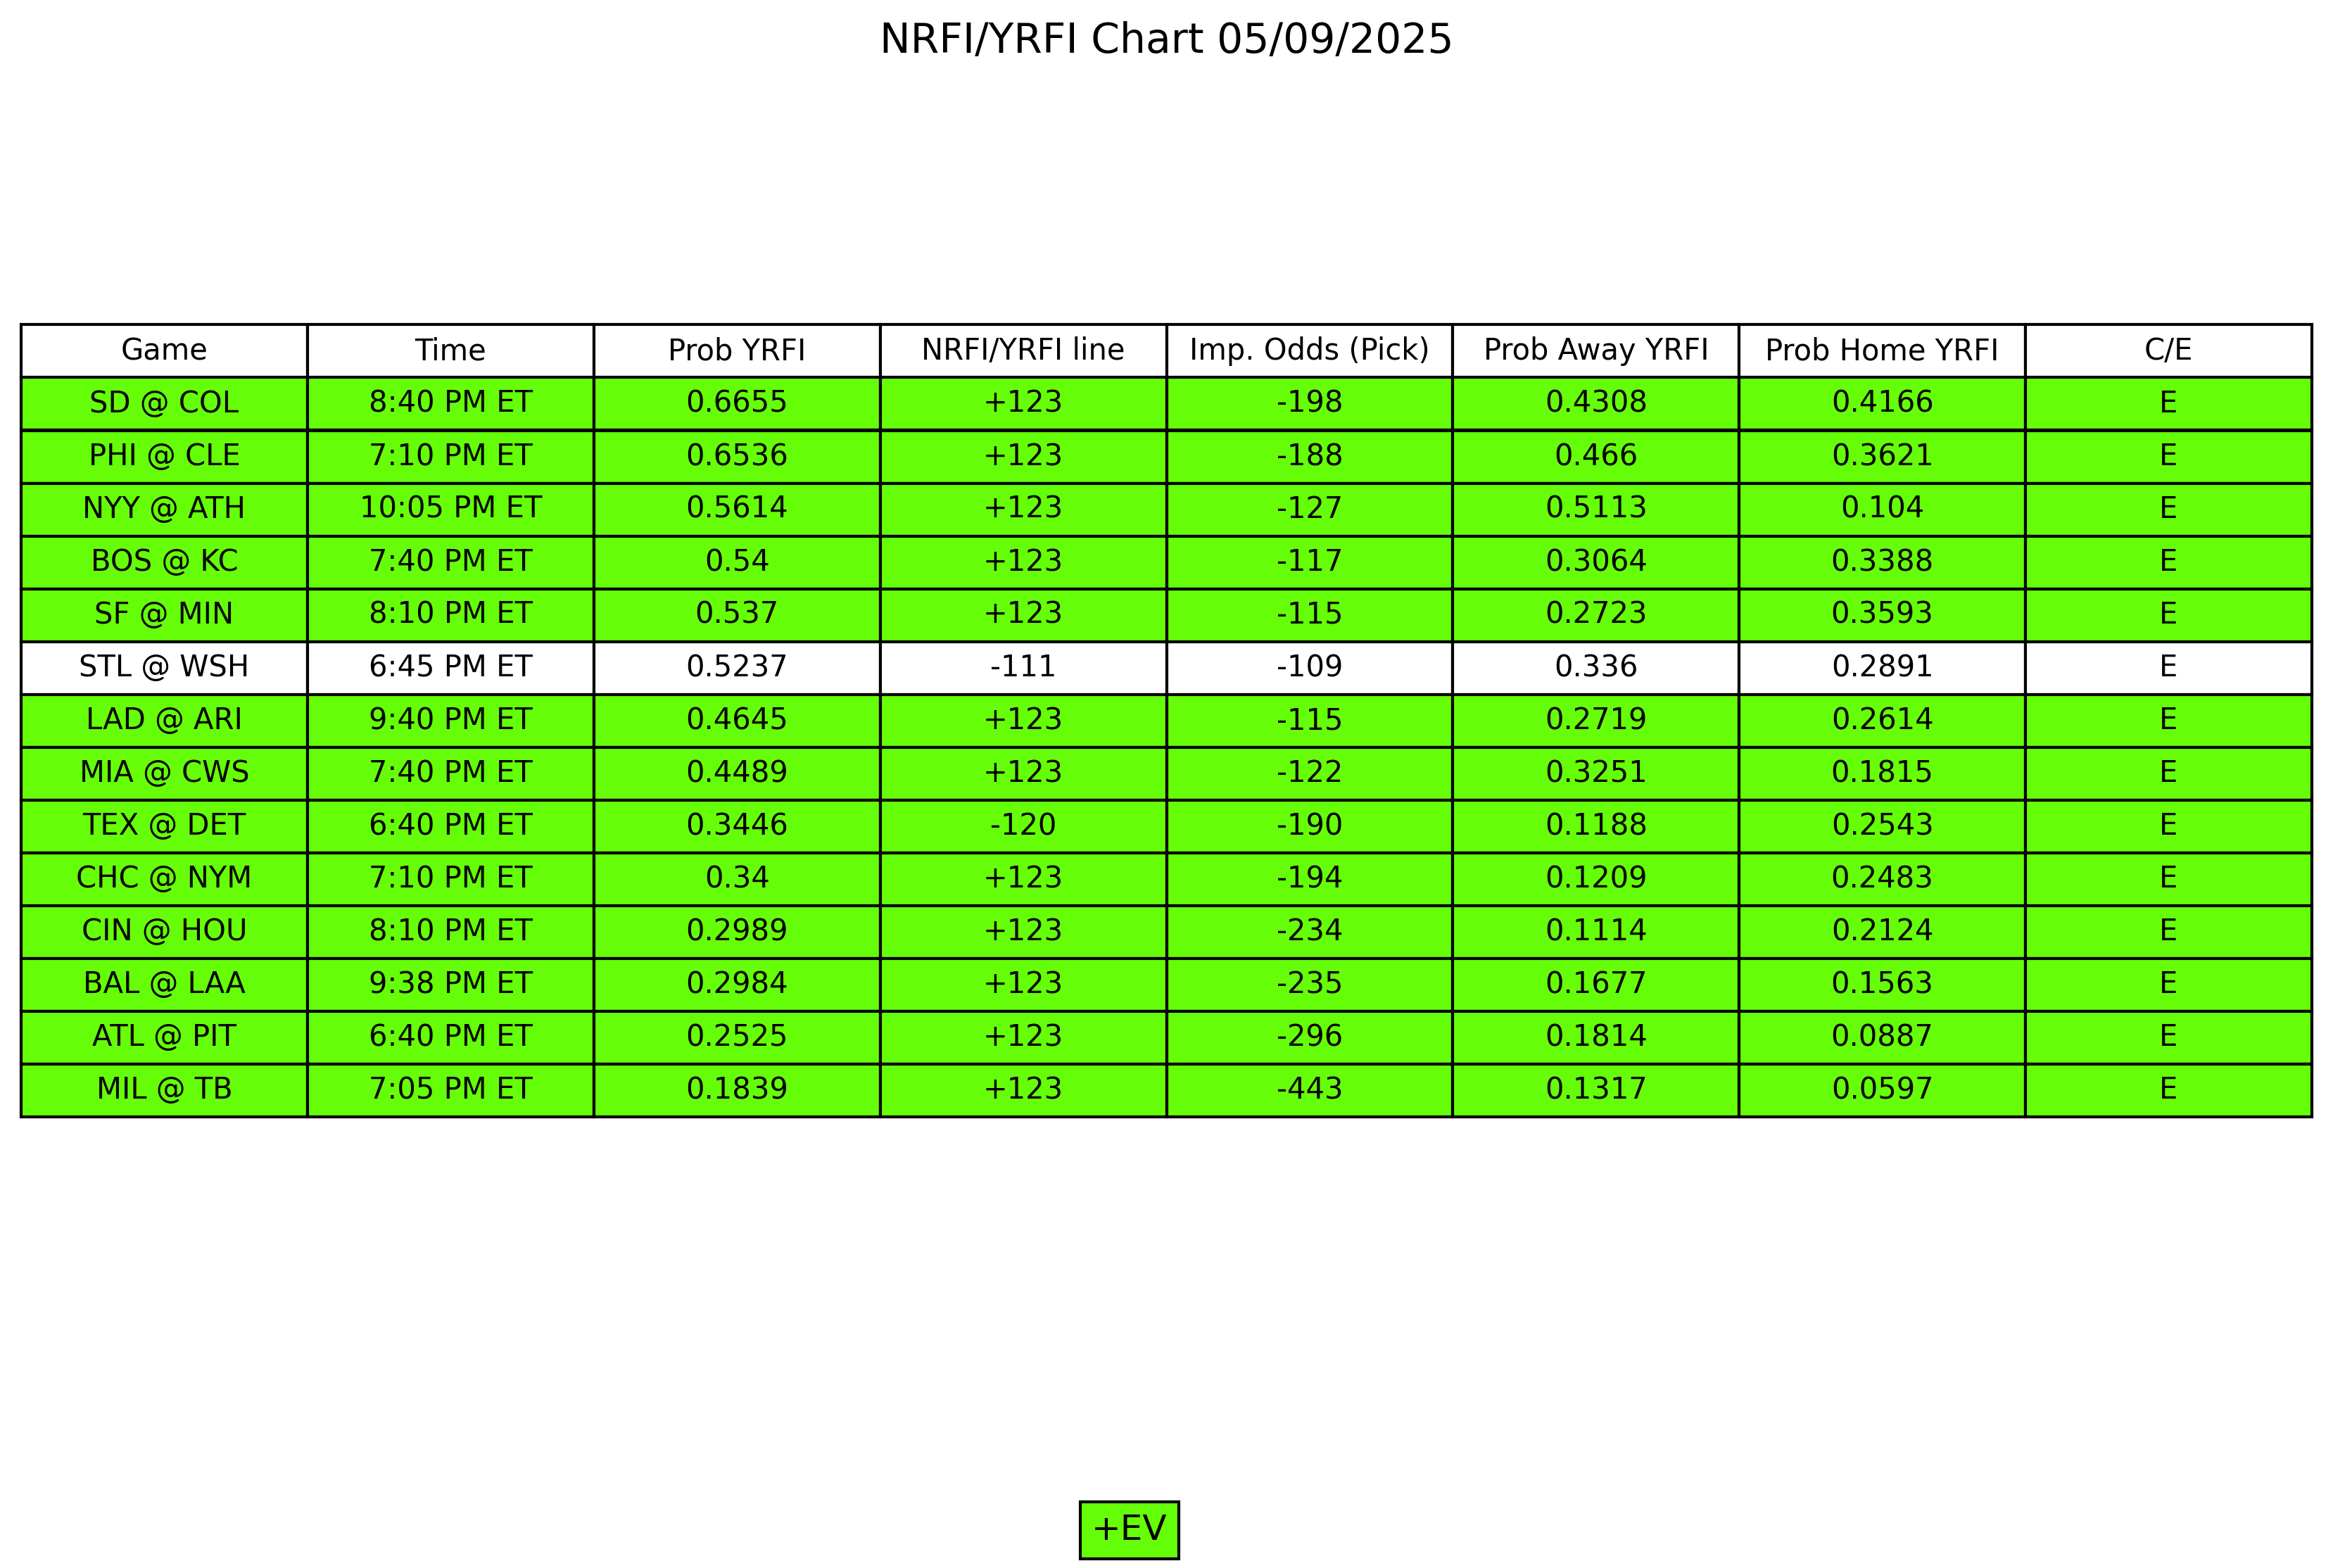 NRFI/YRFI Chart 05/09/2025
Game Time Prob YRFI NRFI/YRFI line Imp. Odds (Pick) Prob Away YRFI Prob Home YRFI C/E
SD @ COL 8:40 PM ET 0.6655 +123 -198 0.4308 0.4166 E
PHI @ CLE 7:10 PM ET 0.6536 +123 -188 0.466 0.3621 E
NYY @ ATH 10:05 PM ET 0.5614 +123 -127 0.5113 0.104 E
BOS @ KC 7:40 PM ET 0.54 +123 -117 0.3064 0.3388 E
SF @ MIN 8:10 PM ET 0.537 +123 -115 0.2723 0.3593 E
STL @ WSH 6:45 PM ET 0.5237 -111 -109 0.336 0.2891 E
LAD @ ARI 9:40 PM ET 0.4645 +123 -115 0.2719 0.2614 E
MIA @ CWS 7:40 PM ET 0.4489 +123 -122 0.3251 0.1815 E
TEX @ DET 6:40 PM ET 0.3446 -120 -190 0.1188 0.2543 E
CHC @ NYM 7:10 PM ET 0.34 +123 -194 0.1209 0.2483 E
CIN @ HOU 8:10 PM ET 0.2989 +123 -234 0.1114 0.2124 E
BAL @ LAA 9:38 PM ET 0.2984 +123 -235 0.1677 0.1563 E
ATL @ PIT 6:40 PM ET 0.2525 +123 -296 0.1814 0.0887 E
MIL @ TB 7:05 PM ET 0.1839 +123 -443 0.1317 0.0597 E
+EV